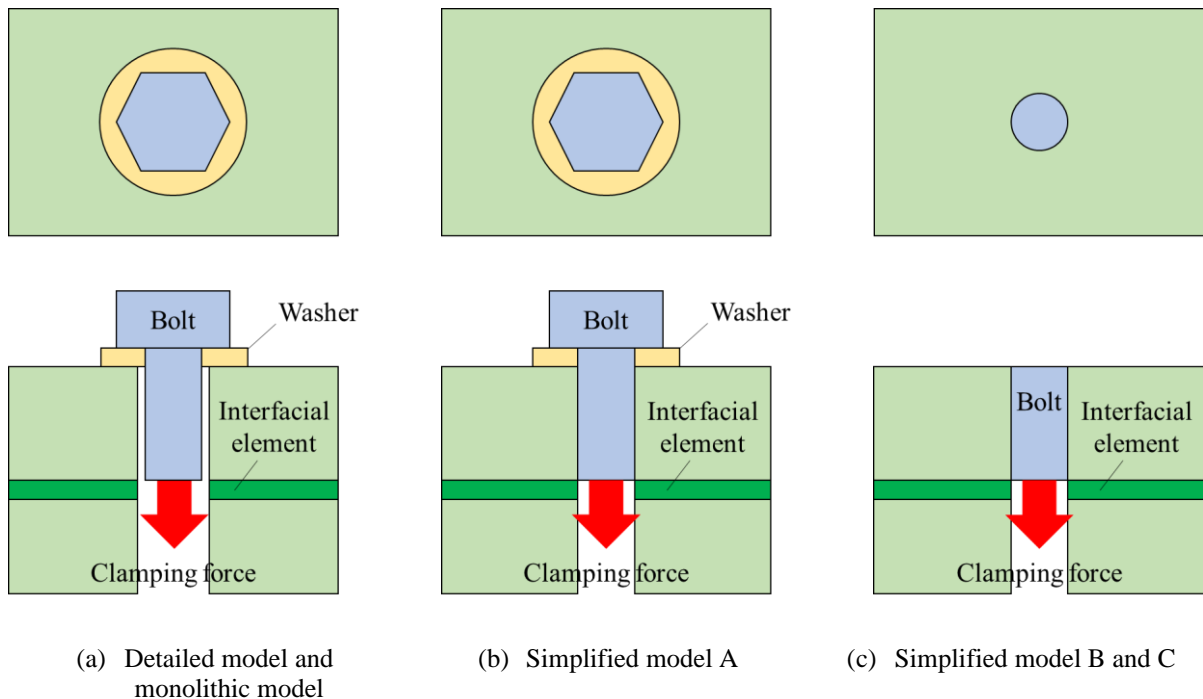 Bolt
Washer
Interfacial
element
Clamping force
Bolt
Washer
Interfacial
element
Clamping force
Bolt
Interfacial
element
Clamping force
(a) Detailed model and
monolithic model
(b) Simplified model A
(c) Simplified model B and C